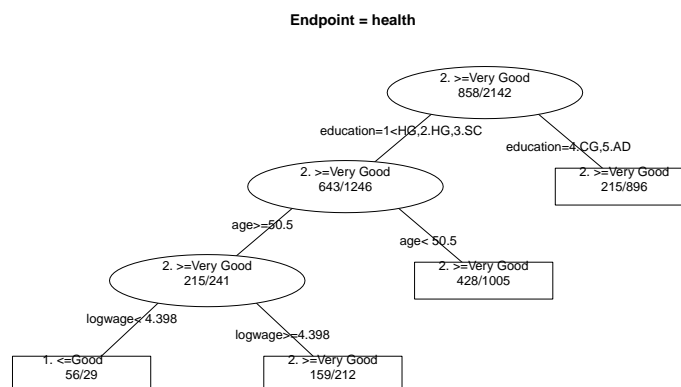 Endpoint = health
2. >=Very Good
858/2142
education=1<HG,2.HG,3.SC
education=4.CG,5.AD
2. >=Very Good
643/1246
2. >=Very Good
215/896
age>=50.5
age< 50.5
2. >=Very Good
215/241
2. >=Very Good
428/1005
logwage< 4.398
logwage>=4.398
1. <=Good
56/29
2. >=Very Good
159/212